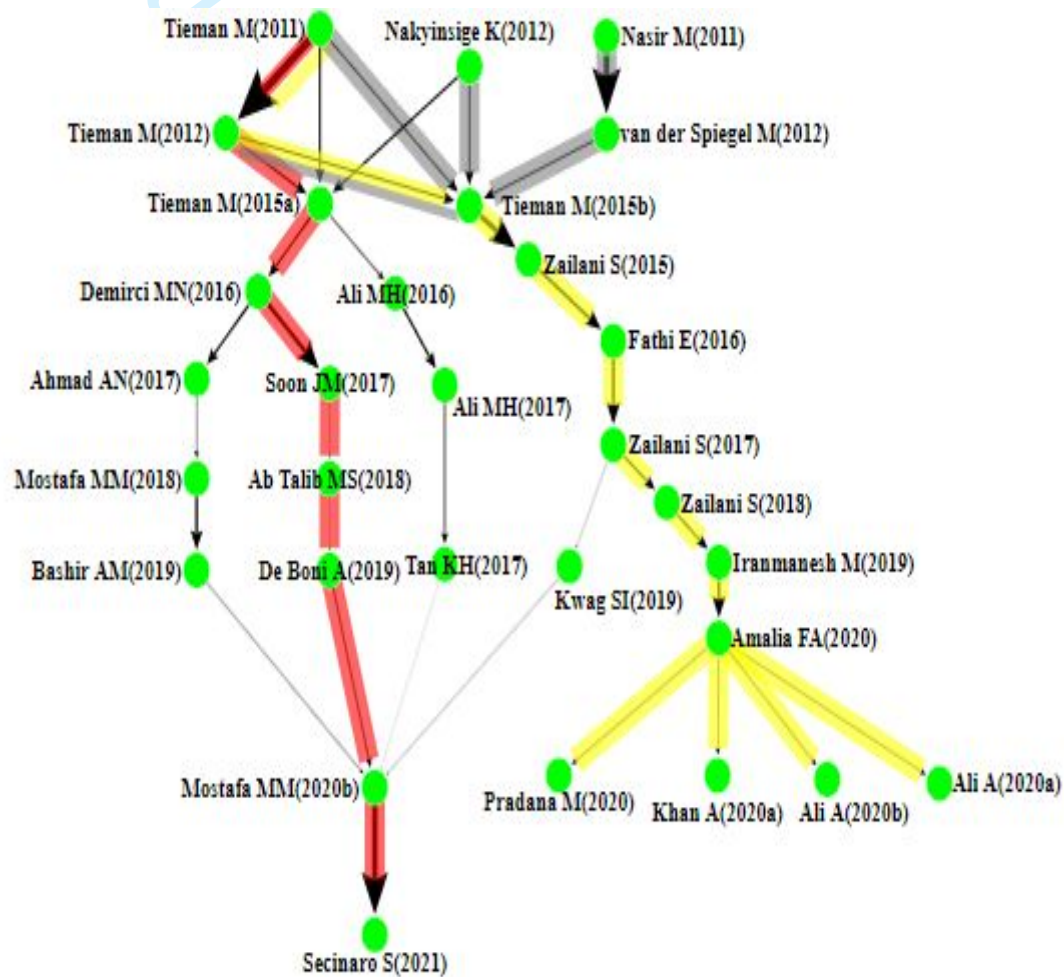 Tieman M(2011)
Nakyinsige K(2012)
Nasir M(2011)
Tieman M(2012)
van der Spiegel M(2012)
Tieman M(2015a)
Tieman M(2015b)
Zailani S(2015)
Demirci MN(2016)
Ali MH(2016)
Fathi E(2016)
Ahmad AN(2017)
Soon JM(2017)
Ali MH(2017)
Zailani S(2017)
Mostafa MM(2018)
Ab Talib MS(2018)
Zailani S(2018)
Bashir AM(2019)
De Boni A(2019)
Tan KH(2017)
Iranmanesh M(2019)
Kwag SI(2019)
Amalia FA(2020)
Mostafa MM(2020b)
Pradana M(2020)
Khan A(2020a)
Ali A(2020b)
Ali A(2020a)
Secinaro S(2021)